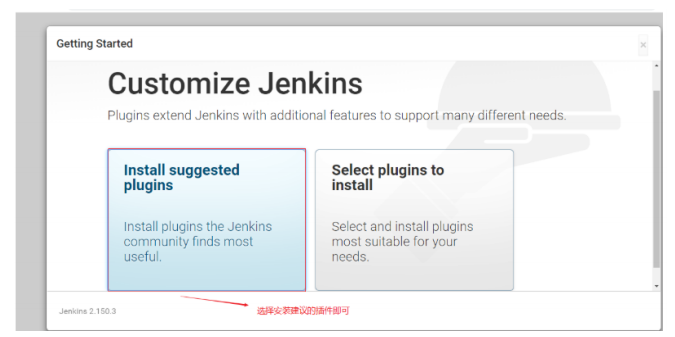 Getting Started
×
Customize Jenkins
Plugins extend Jenkins with additional features to support many different needs.
Install suggested
plugins
Install plugins the Jenkins
community finds most
useful.
Select plugins to
install
Select and install plugins
most suitable for your
needs.
Jenkins 2.150.3
选择安装建议的插件即可